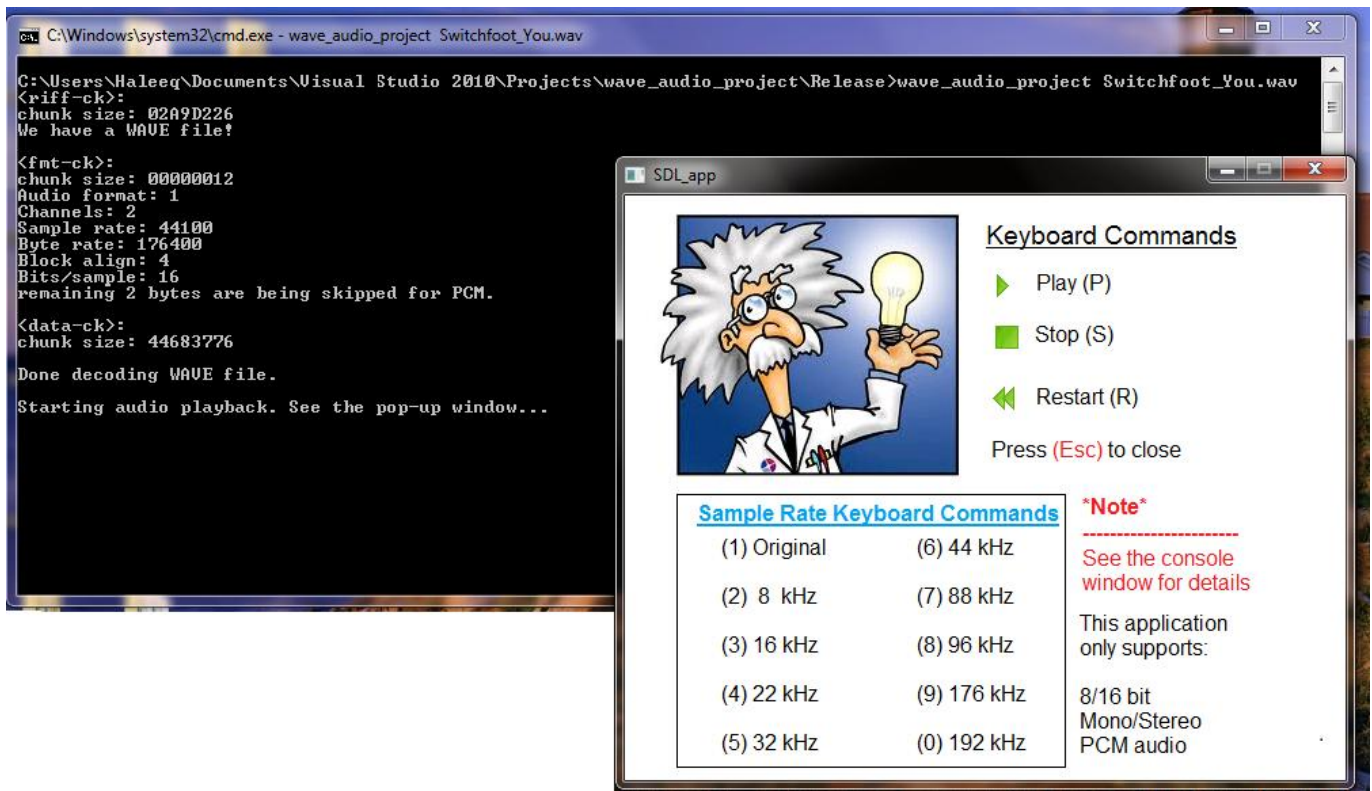 C:\Windows\system32\cmd.exe - wave_audio_project  Switchfoot_You.wav
C:\Users\Haleeq\Documents\Visual Studio 2010\Projects\wave_audio_project\Release>wave_audio_project Switchfoot_You.wav
<riff-ck>:
chunk size: 02A9D226
We have a WAVE file!
<fmt-ck>:
chunk size: 00000012
Audio format: 1
Channels: 2
Sample rate: 44100
Byte rate: 176400
Block align: 4
Bits/sample: 16
remaining 2 bytes are being skipped for PCM.
<data-ck>:
chunk size: 44683776
Done decoding WAVE file.
Starting audio playback. See the pop-up window...
SDL_app
Keyboard Commands
Play (P)
Stop (S)
Restart (R)
Press (Esc) to close
Sample Rate Keyboard Commands
(1) Original (6) 44 kHz
(2) 8 kHz (7) 88 kHz
(3) 16 kHz (8) 96 kHz
(4) 22 kHz (9) 176 kHz
(5) 32 kHz (0) 192 kHz
*Note*
-----------------------
See the console
window for details
This application
only supports:
8/16 bit
Mono/Stereo
PCM audio